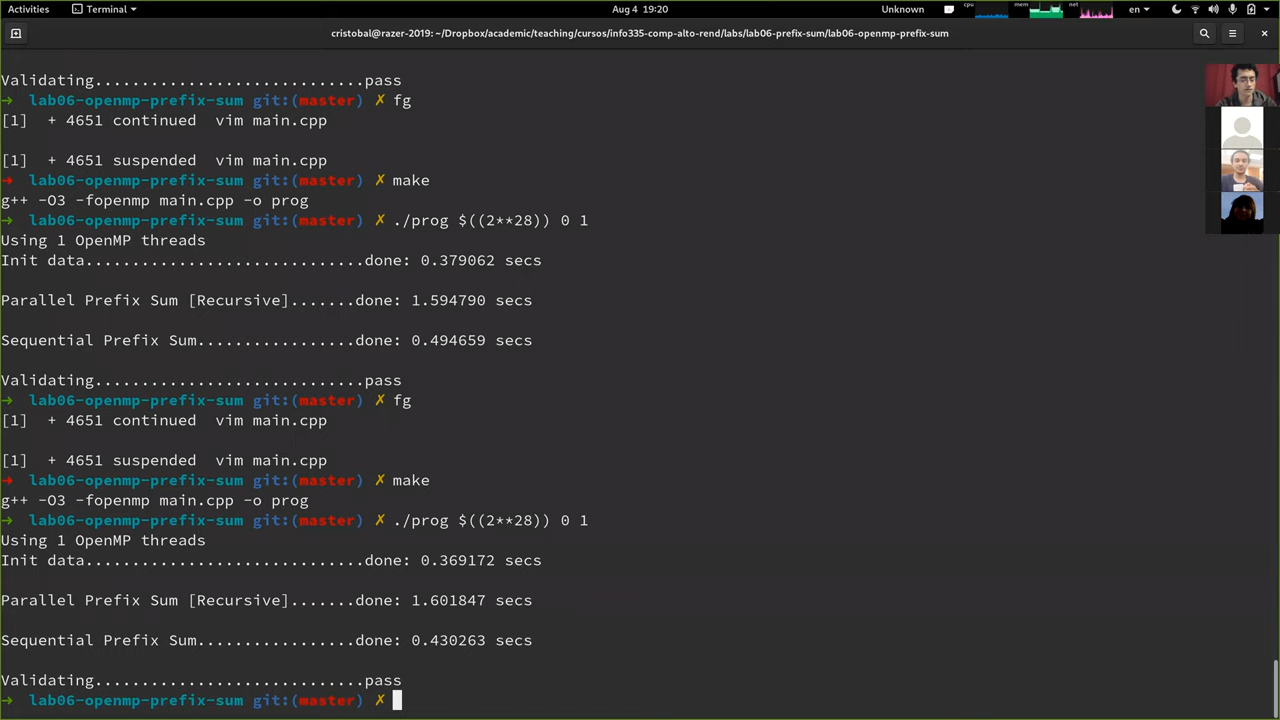 Activities Terminal Aug 4 19:20 Unknown cpu mem net en
cristobal@razer-2019: ~/Dropbox/academic/teaching/cursos/info335-comp-alto-rend/labs/lab06-prefix-sum/lab06-openmp-prefix-sum
Validating.............................pass
→ lab06-openmp-prefix-sum git:(master) ✗ fg
[1]  + 4651 continued  vim main.cpp
[1]  + 4651 suspended  vim main.cpp
→ lab06-openmp-prefix-sum git:(master) ✗ make
g++ -O3 -fopenmp main.cpp -o prog
→ lab06-openmp-prefix-sum git:(master) ✗ ./prog $((2**28)) 0 1
Using 1 OpenMP threads
Init data..............................done: 0.379062 secs
Parallel Prefix Sum [Recursive].......done: 1.594790 secs
Sequential Prefix Sum.................done: 0.494659 secs
Validating.............................pass
→ lab06-openmp-prefix-sum git:(master) ✗ fg
[1]  + 4651 continued  vim main.cpp
[1]  + 4651 suspended  vim main.cpp
→ lab06-openmp-prefix-sum git:(master) ✗ make
g++ -O3 -fopenmp main.cpp -o prog
→ lab06-openmp-prefix-sum git:(master) ✗ ./prog $((2**28)) 0 1
Using 1 OpenMP threads
Init data..............................done: 0.369172 secs
Parallel Prefix Sum [Recursive].......done: 1.601847 secs
Sequential Prefix Sum.................done: 0.430263 secs
Validating.............................pass
→ lab06-openmp-prefix-sum git:(master) ✗